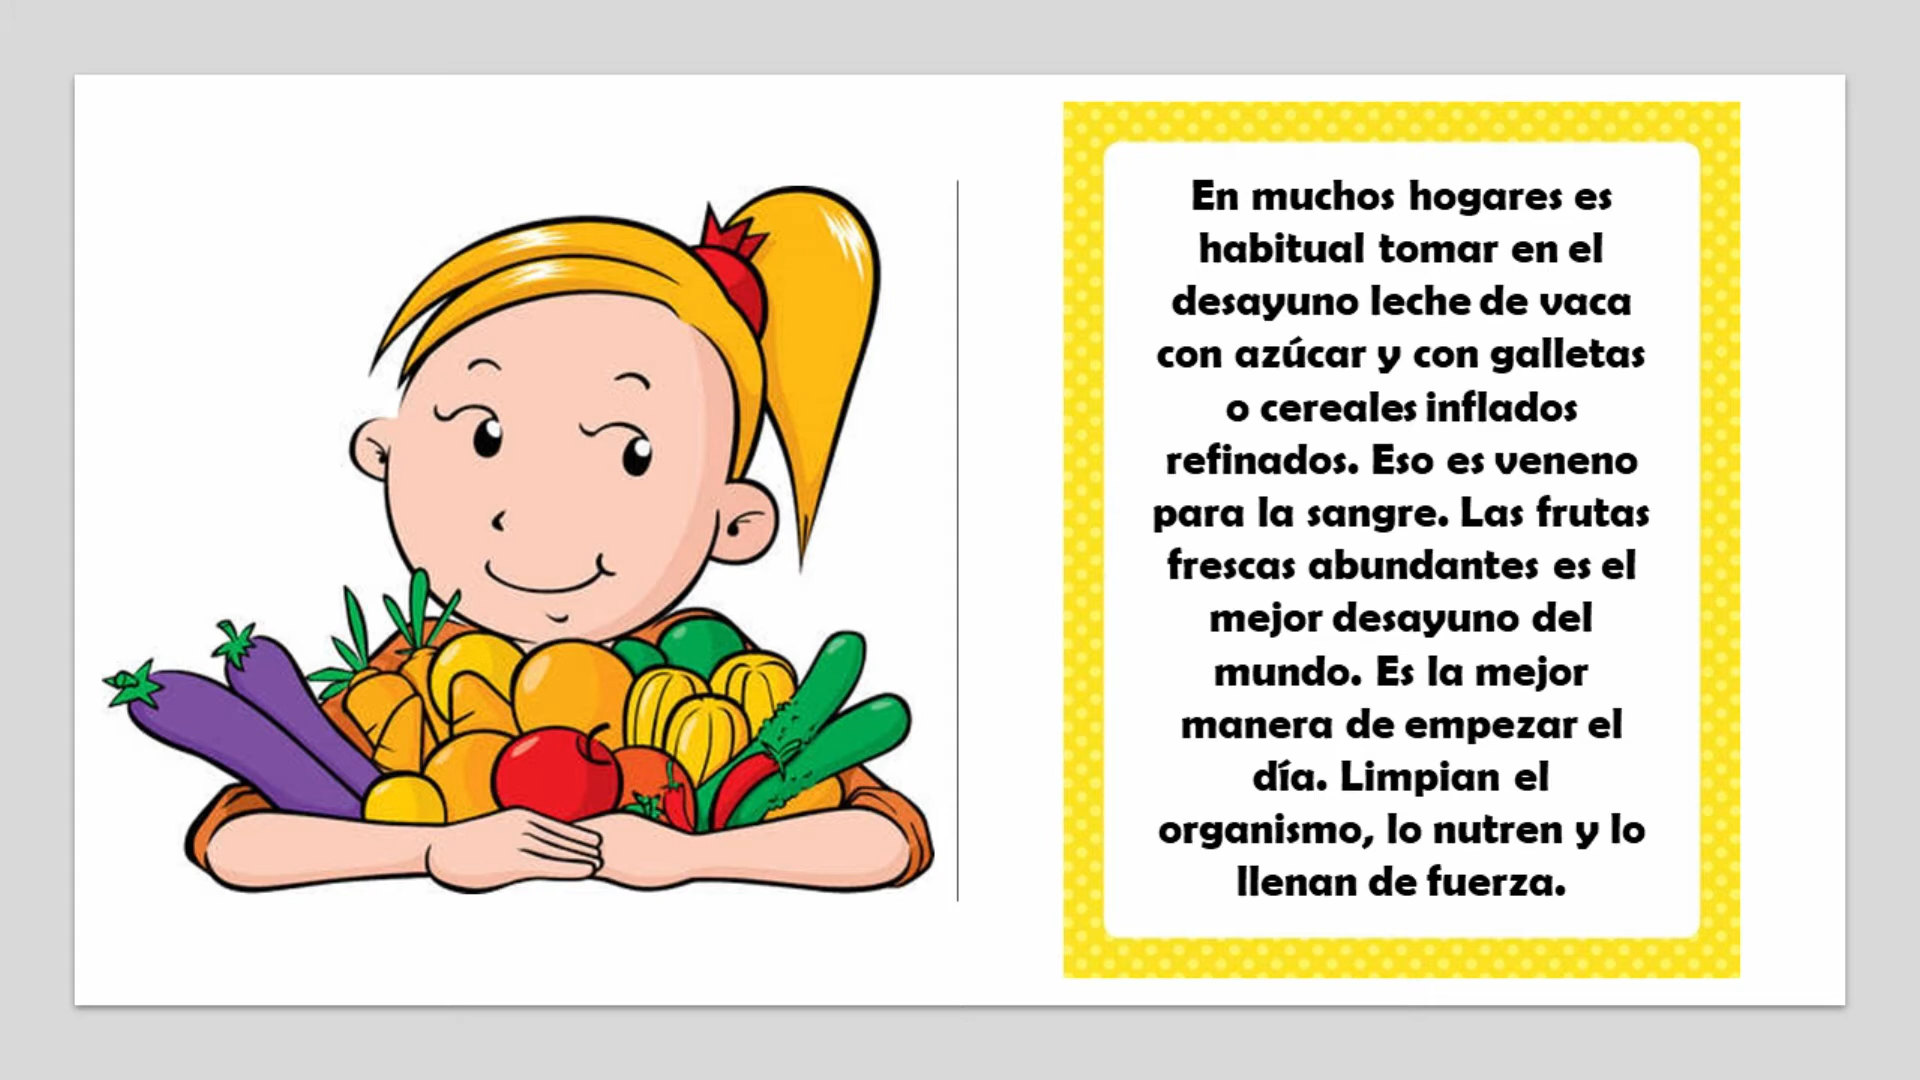 En muchos hogares es
habitual tomar en el
desayuno leche de vaca
con azúcar y con galletas
o cereales inflados
refinados. Eso es veneno
para la sangre. Las frutas
frescas abundantes es el
mejor desayuno del
mundo. Es la mejor
manera de empezar el
día. Limpian el
organismo, lo nutren y lo
llenan de fuerza.